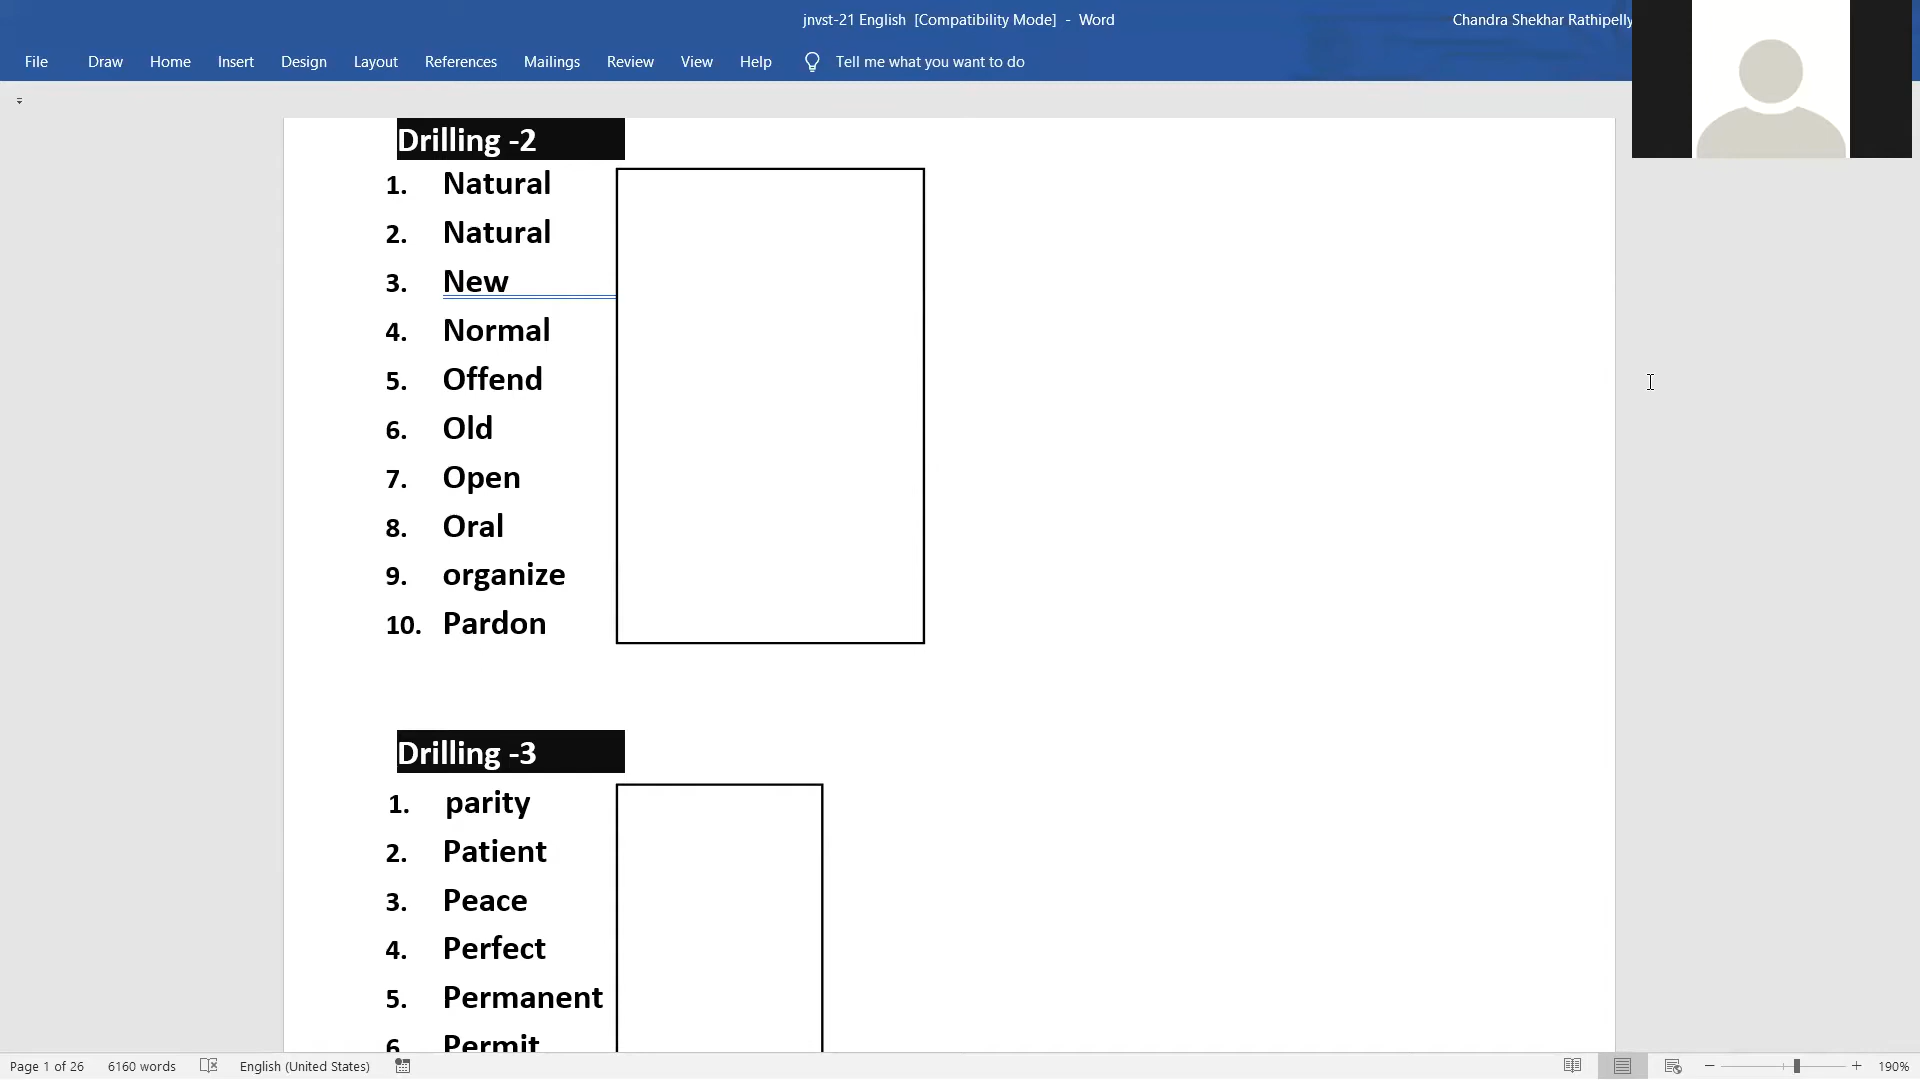 jnvst-21 English [Compatibility Mode] - Word
Chandra Shekhar Rathipelly
File Draw Home Insert Design Layout References Mailings Review View Help Tell me what you want to do
Drilling -2
1. Natural
2. Natural
3. New
4. Normal
5. Offend
6. Old
7. Open
8. Oral
9. organize
10. Pardon
Drilling -3
1. parity
2. Patient
3. Peace
4. Perfect
5. Permanent
6. Permit
Page 1 of 26 6160 words English (United States) 190%